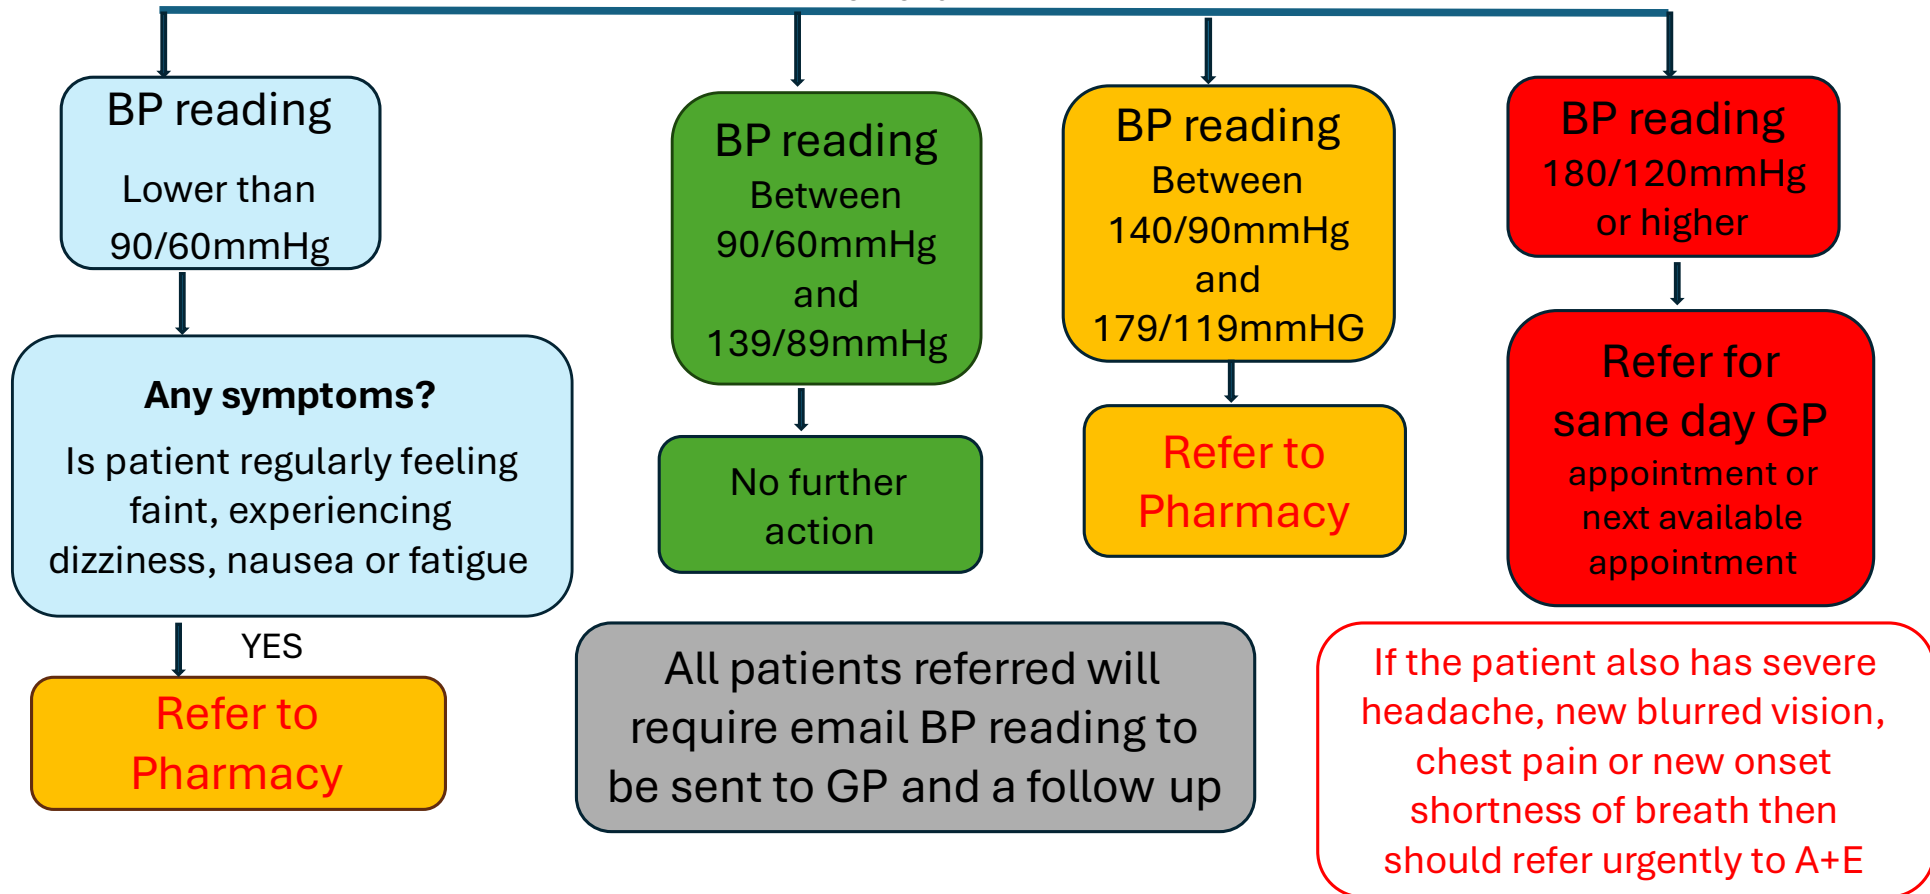 BP reading
Lower than
90/60mmHg
Any symptoms?
Is patient regularly feeling
faint, experiencing
dizziness, nausea or fatigue
YES
Refer to
Pharmacy
BP reading
Between
90/60mmHg
and
139/89mmHg
No further
action
BP reading
Between
140/90mmHg
and
179/119mmHG
Refer to
Pharmacy
BP reading
180/120mmHg
or higher
Refer for
same day GP
appointment or
next available
appointment
All patients referred will
require email BP reading to
be sent to GP and a follow up
If the patient also has severe
headache, new blurred vision,
chest pain or new onset
shortness of breath then
should refer urgently to A+E